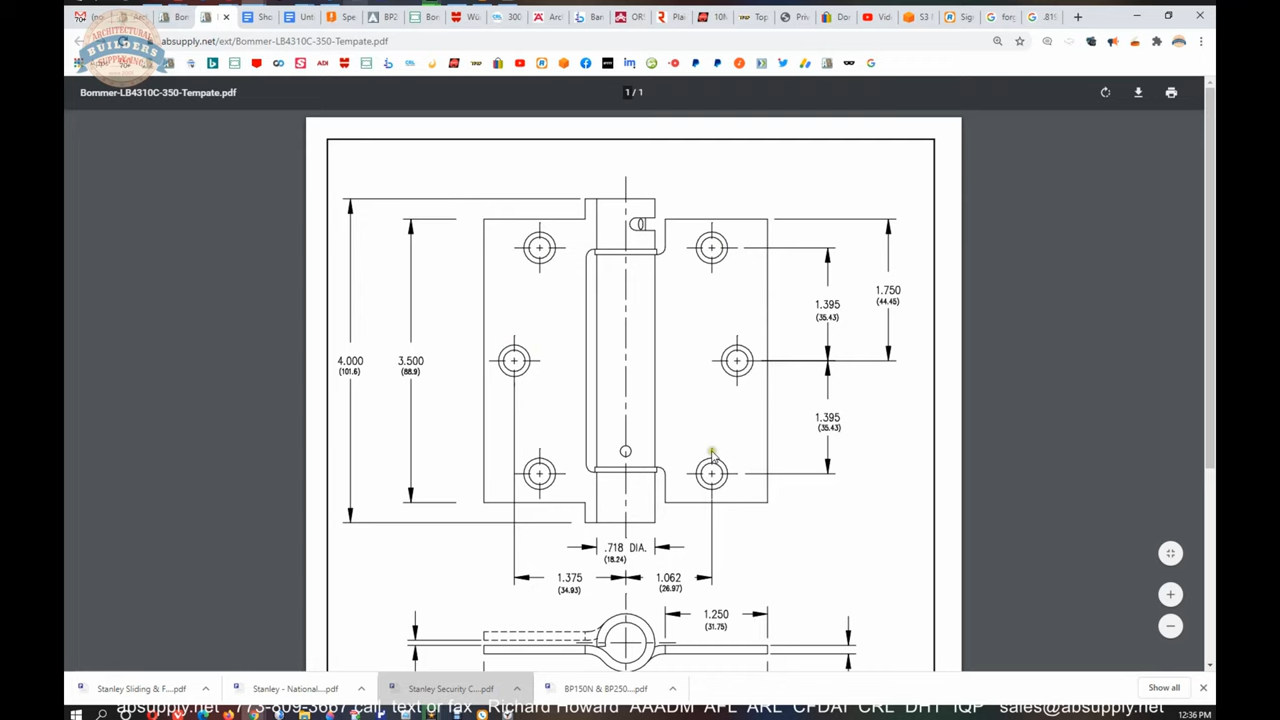 ARCHITECTURAL
BUILDERS
SUPPLY INC.
absupply.net/ext/Bommer-LB4310C-350-Tempate.pdf
Bommer-LB4310C-350-Tempate.pdf
1 / 1
4.000
(101.6)
3.500
(88.9)
1.395
(35.43)
1.750
(44.45)
1.395
(35.43)
.718 DIA.
(18.24)
1.375
(34.93)
1.062
(26.97)
1.250
(31.75)
Stanley Sliding & F....pdf
Stanley - National....pdf
Stanley Security C....pdf
BP150N & BP250....pdf
Show all
absupply.net 773-809-3667 call, text or fax Richard Howard AAADM AFL ARL CFDAI CRL DHT IQP sales@absupply.net
12:36 PM